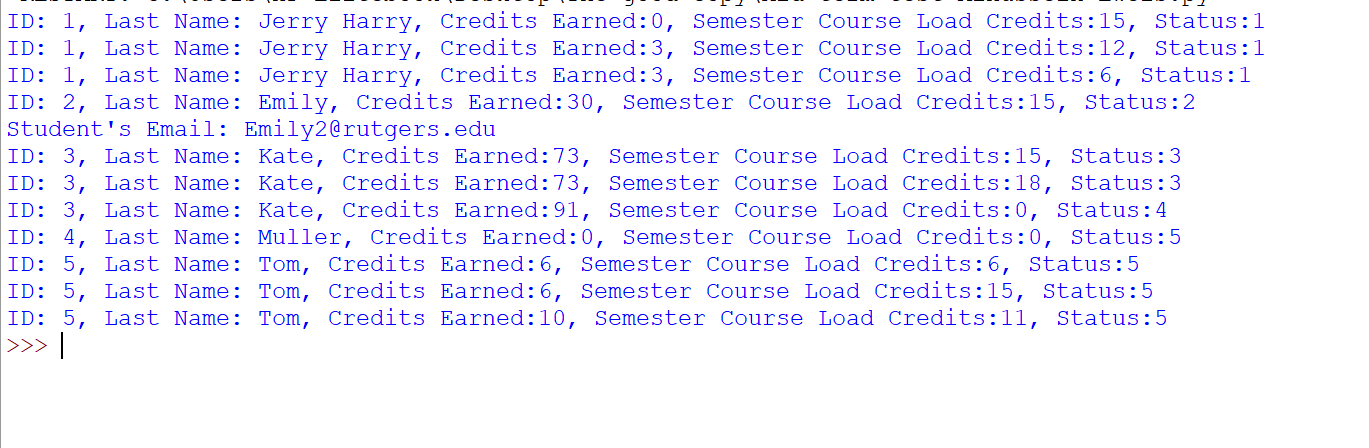 ID: 1, Last Name: Jerry Harry, Credits Earned:0, Semester Course Load Credits:15, Status:1
ID: 1, Last Name: Jerry Harry, Credits Earned:3, Semester Course Load Credits:12, Status:1
ID: 1, Last Name: Jerry Harry, Credits Earned:3, Semester Course Load Credits:6, Status:1
ID: 2, Last Name: Emily, Credits Earned:30, Semester Course Load Credits:15, Status:2
Student's Email: Emily2@rutgers.edu
ID: 3, Last Name: Kate, Credits Earned:73, Semester Course Load Credits:15, Status:3
ID: 3, Last Name: Kate, Credits Earned:73, Semester Course Load Credits:18, Status:3
ID: 3, Last Name: Kate, Credits Earned:91, Semester Course Load Credits:0, Status:4
ID: 4, Last Name: Muller, Credits Earned:0, Semester Course Load Credits:0, Status:5
ID: 5, Last Name: Tom, Credits Earned:6, Semester Course Load Credits:6, Status:5
ID: 5, Last Name: Tom, Credits Earned:6, Semester Course Load Credits:15, Status:5
ID: 5, Last Name: Tom, Credits Earned:10, Semester Course Load Credits:11, Status:5
>>>